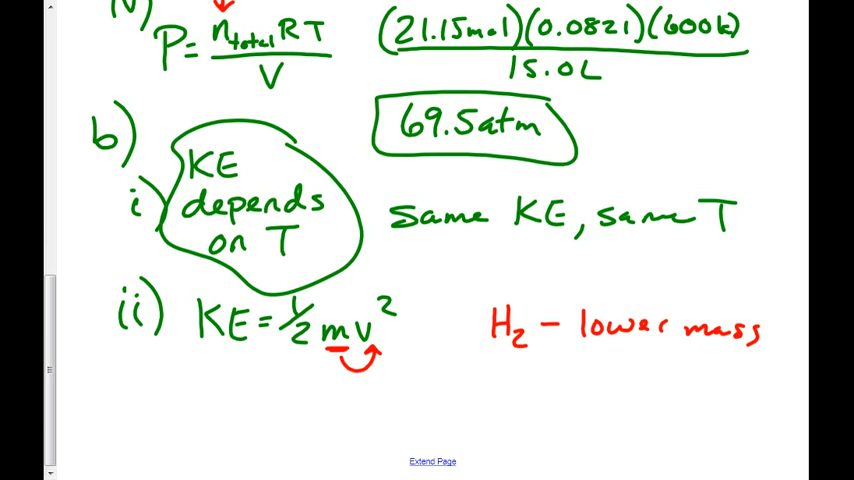 iv)
P = n_total RT / V (21.15mol)(0.0821)(600K) / 15.0L
69.5atm
b)
i) KE depends on T same KE, same T
ii) KE = 1/2 mv² H₂ - lower mass
Extend Page